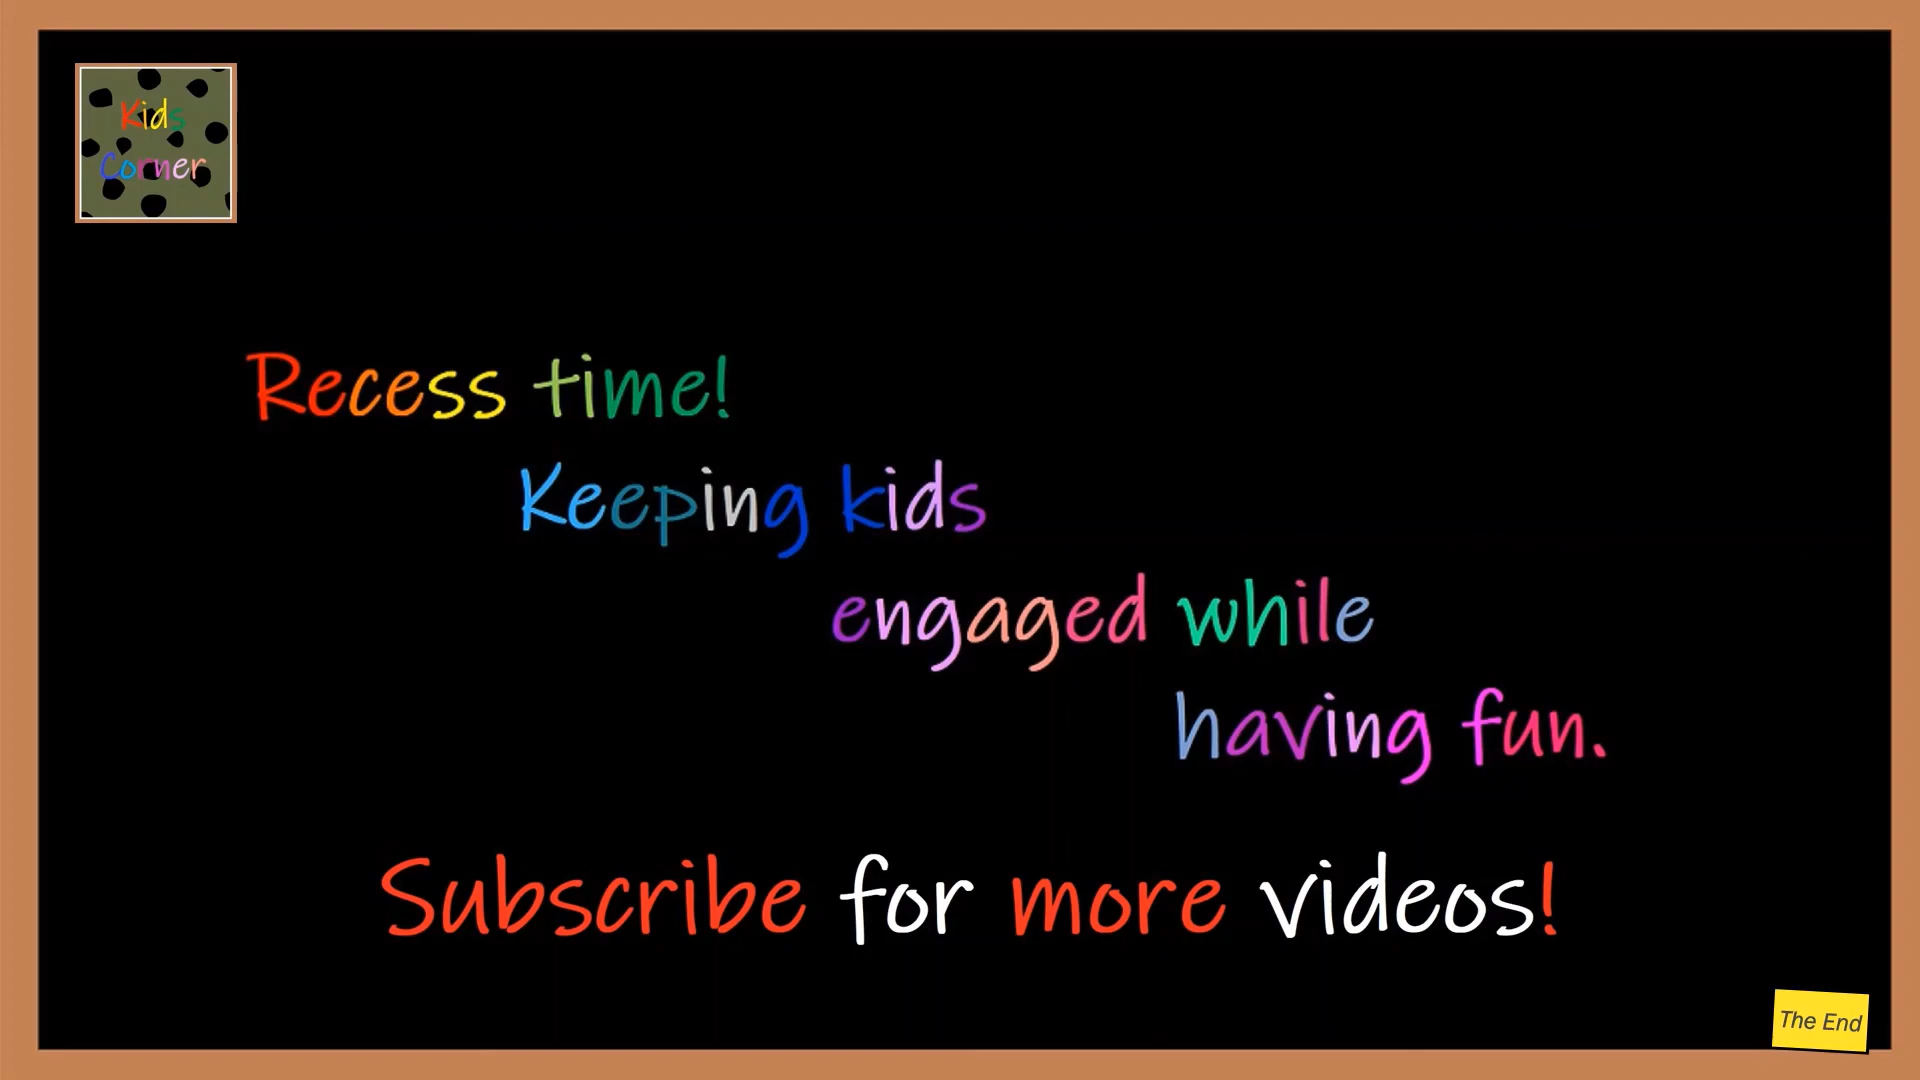 Kids
Corner
Recess time!
Keeping kids
engaged while
having fun.
Subscribe for more videos!
The End